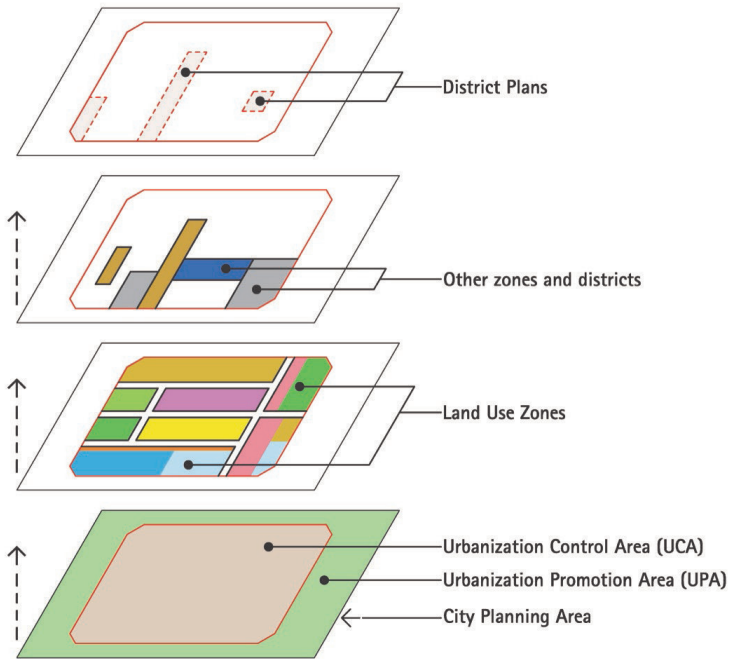 District Plans
Other zones and districts
Land Use Zones
Urbanization Control Area (UCA)
Urbanization Promotion Area (UPA)
City Planning Area